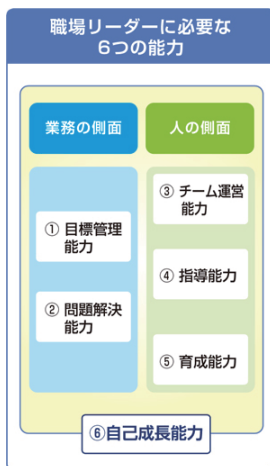 職場リーダーに必要な
6つの能力
業務の側面
人の側面
① 目標管理
能力
② 問題解決
能力
③ チーム運営
能力
④ 指導能力
⑤ 育成能力
⑥自己成長能力